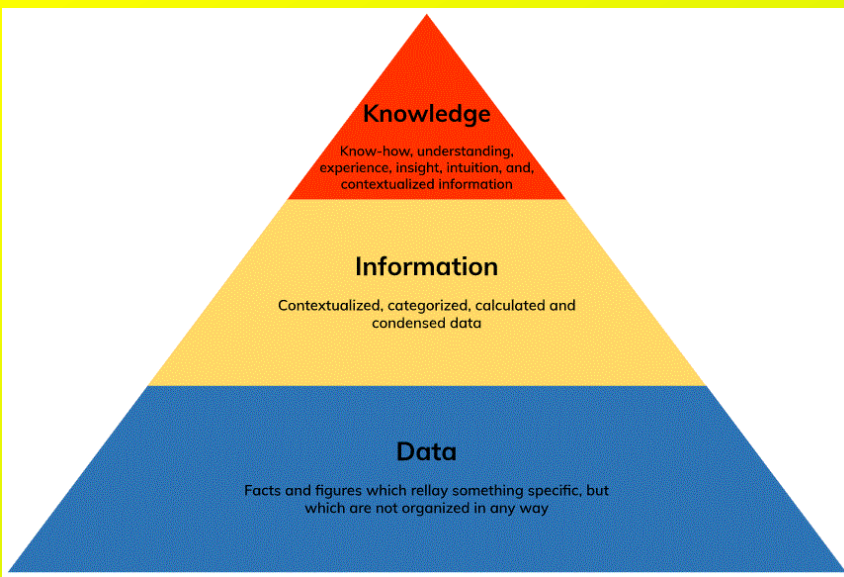 Knowledge
Know-how, understanding,
experience, insight, intuition, and,
contextualized information
Information
Contextualized, categorized, calculated and
condensed data
Data
Facts and figures which rellay something specific, but
which are not organized in any way